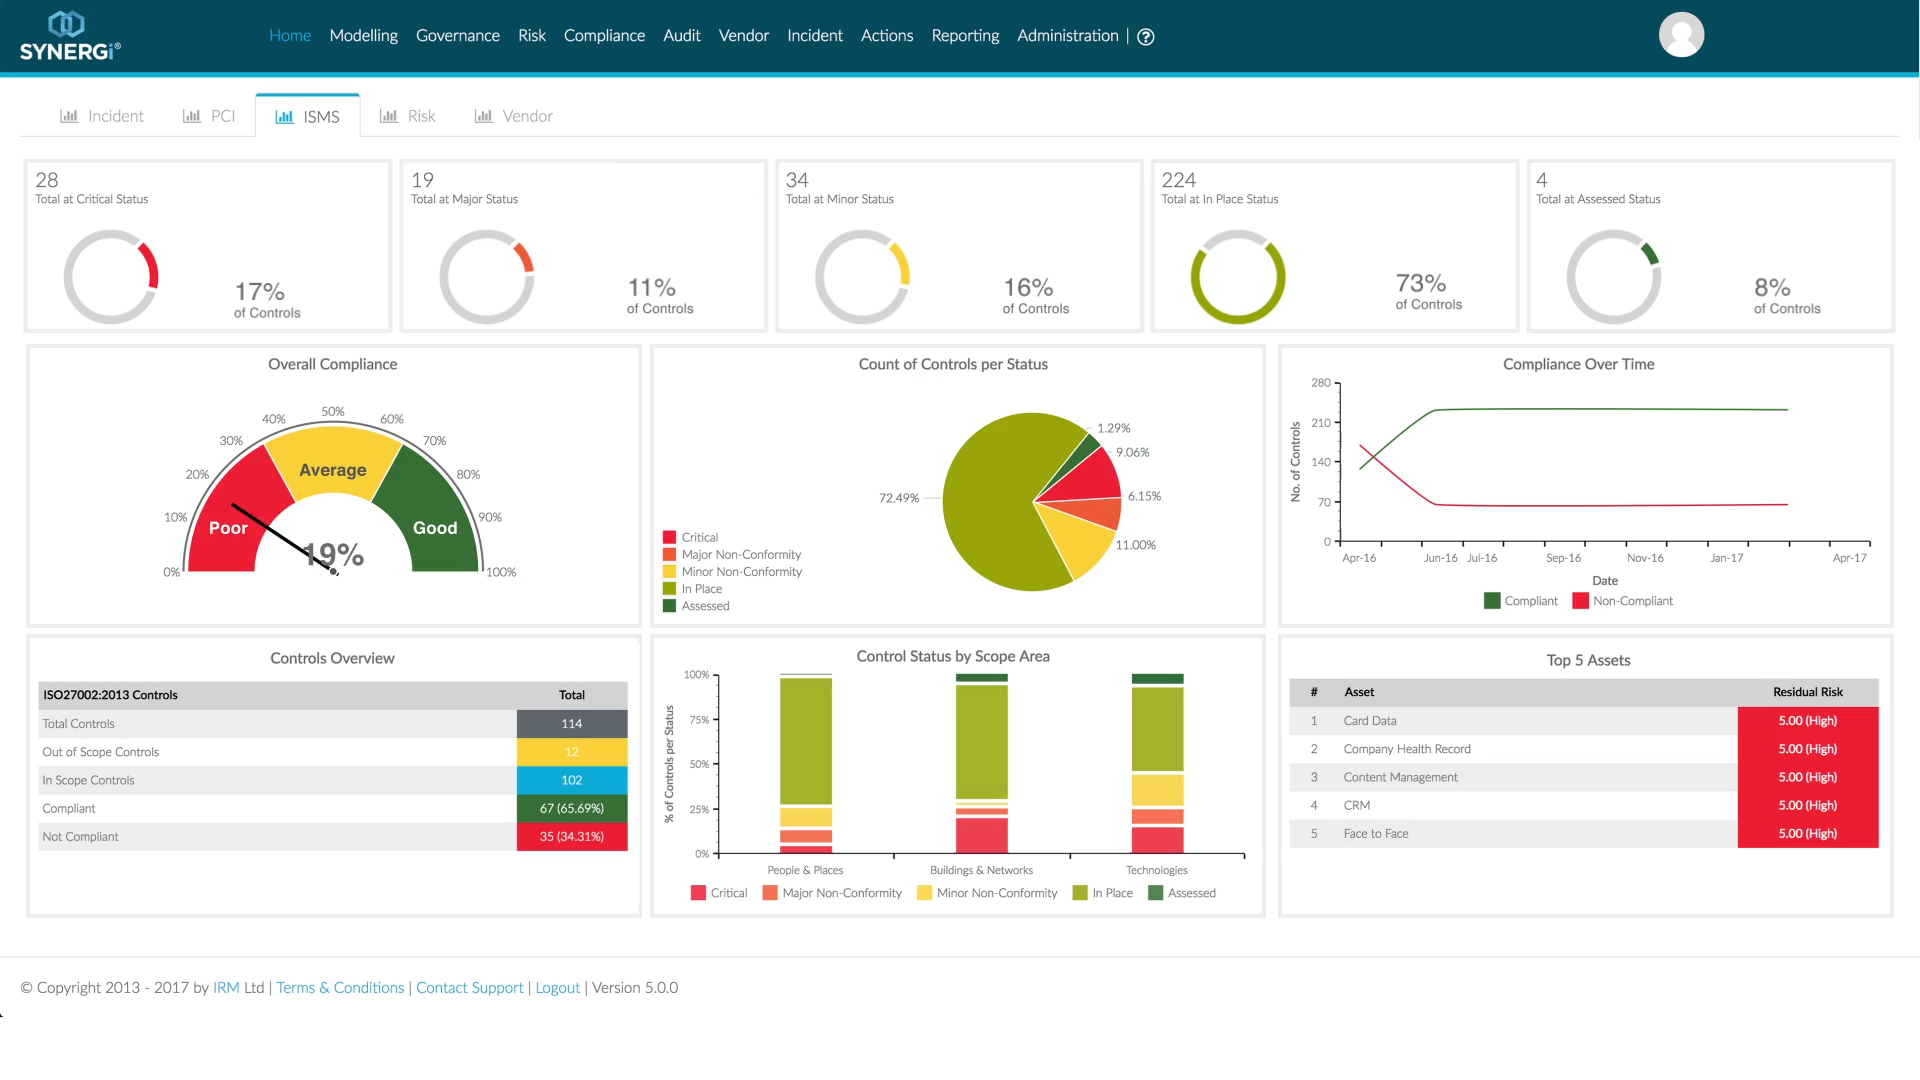 SYNERGi®
Home Modelling Governance Risk Compliance Audit Vendor Incident Actions Reporting Administration | ?
Incident PCI ISMS Risk Vendor
28
Total at Critical Status
17%
of Controls
19
Total at Major Status
11%
of Controls
34
Total at Minor Status
16%
of Controls
224
Total at In Place Status
73%
of Controls
4
Total at Assessed Status
8%
of Controls
Overall Compliance
0%
10%
20%
30%
40%
50%
60%
70%
80%
90%
100%
Poor
Average
Good
19%
Count of Controls per Status
1.29%
9.06%
6.15%
11.00%
72.49%
Critical
Major Non-Conformity
Minor Non-Conformity
In Place
Assessed
Compliance Over Time
No. of Controls
280
210
140
70
0
Apr-16 Jun-16 Jul-16 Sep-16 Nov-16 Jan-17 Apr-17
Date
Compliant Non-Compliant
Controls Overview
ISO27002:2013 Controls Total
Total Controls 114
Out of Scope Controls 12
In Scope Controls 102
Compliant 67 (65.69%)
Not Compliant 35 (34.31%)
Control Status by Scope Area
% of Controls per Status
100%
75%
50%
25%
0%
People & Places Buildings & Networks Technologies
Critical Major Non-Conformity Minor Non-Conformity In Place Assessed
Top 5 Assets
# Asset Residual Risk
1 Card Data 5.00 (High)
2 Company Health Record 5.00 (High)
3 Content Management 5.00 (High)
4 CRM 5.00 (High)
5 Face to Face 5.00 (High)
© Copyright 2013 - 2017 by IRM Ltd | Terms & Conditions | Contact Support | Logout | Version 5.0.0